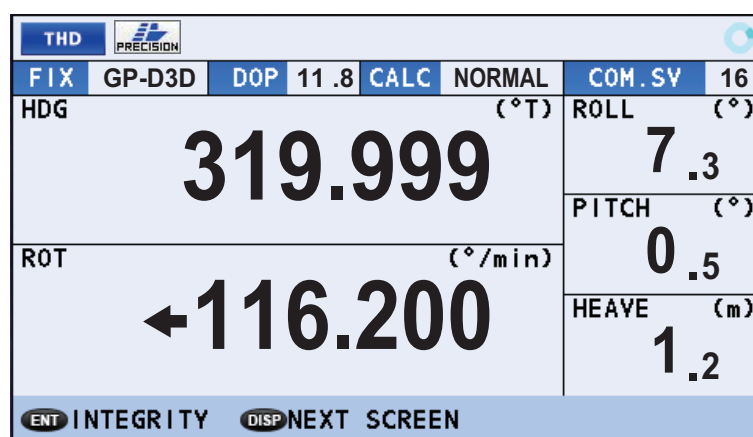 THD PRECISION
FIX GP-D3D DOP 11 .8 CALC NORMAL COM.SV 16
HDG (°T)
319.999
ROLL (°)
7 .3
PITCH (°)
0 .5
ROT (°/min)
←116.200
HEAVE (m)
1 .2
ENT INTEGRITY DISP NEXT SCREEN